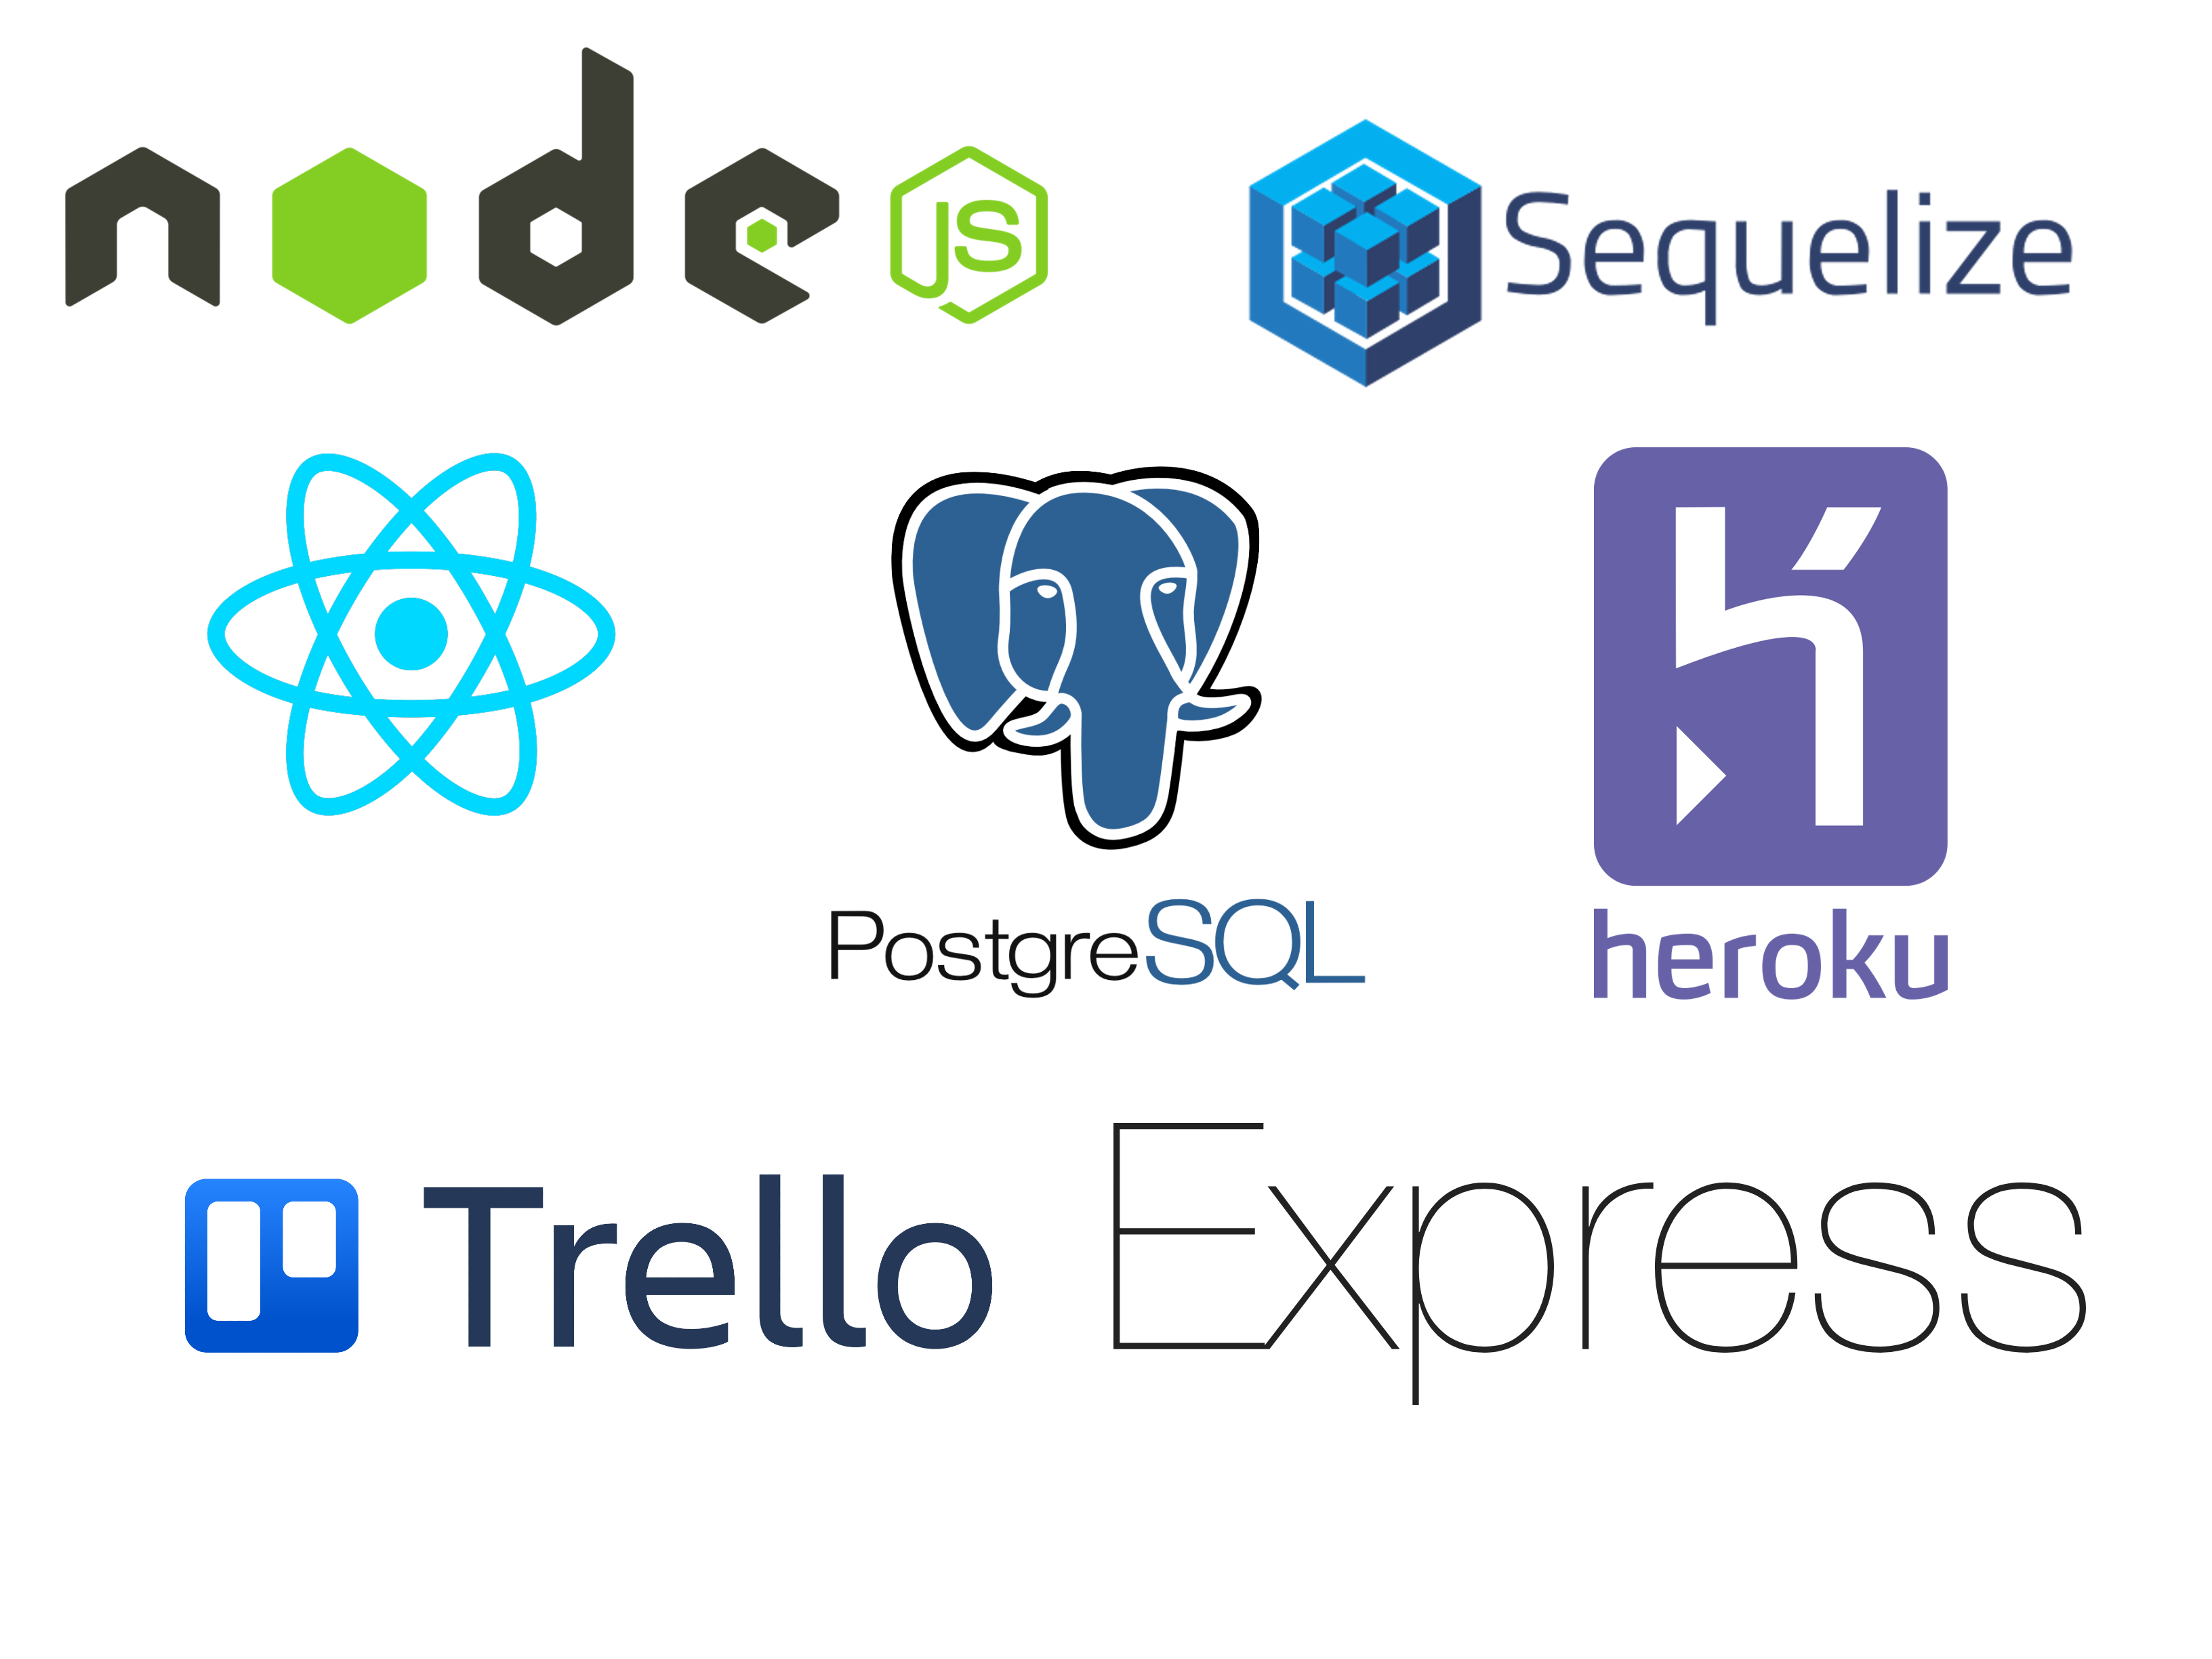 node js
Sequelize
PostgreSQL
heroku
Trello
Express